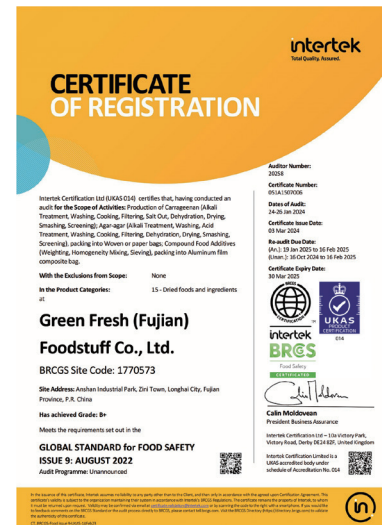 intertek
Total Quality. Assured.
CERTIFICATE
OF REGISTRATION
Intertek Certification Ltd (UKAS 014) certifies that, having conducted an
audit for the Scope of Activities: Production of Carrageenan (Alkali
Treatment, Washing, Cooking, Filtering, Salt Out, Dehydration, Drying,
Smashing, Screening); Agar-agar (Alkali Treatment, Washing, Acid
Treatment, Washing, Cooking, Filtering, Dehydration, Drying, Smashing,
Screening), packing into Woven or paper bags; Compound Food Additives
(Weighting, Homogeneity Mixing, Sieving), packing into Aluminum film
composite bag.
With the Exclusions from Scope: None
In the Product Categories: 15 - Dried foods and ingredients
at
Green Fresh (Fujian)
Foodstuff Co., Ltd.
BRCGS Site Code: 1770573
Site Address: Anshan Industrial Park, Zini Town, Longhai City, Fujian
Province, P.R. China
Has achieved Grade: B+
Meets the requirements set out in the
GLOBAL STANDARD for FOOD SAFETY
ISSUE 9: AUGUST 2022
Audit Programme: Unannounced
Auditor Number:
20258
Certificate Number:
051A1507006
Dates of Audit:
24-26 Jan 2024
Certificate Issue Date:
03 Mar 2024
Re-audit Due Date:
(An.): 19 Jan 2025 to 16 Feb 2025
(Unan.): 16 Oct 2024 to 16 Feb 2025
Certificate Expiry Date:
30 Mar 2025
intertek
UKAS
PRODUCT
CERTIFICATION
014
BRCGS
Food Safety
CERTIFICATED
Calin Moldovean
President Business Assurance
Intertek Certification Ltd – 10a Victory Park,
Victory Road, Derby DE24 8ZF, United Kingdom
Intertek Certification Limited is a
UKAS accredited body under
schedule of Accreditation No. 014
in